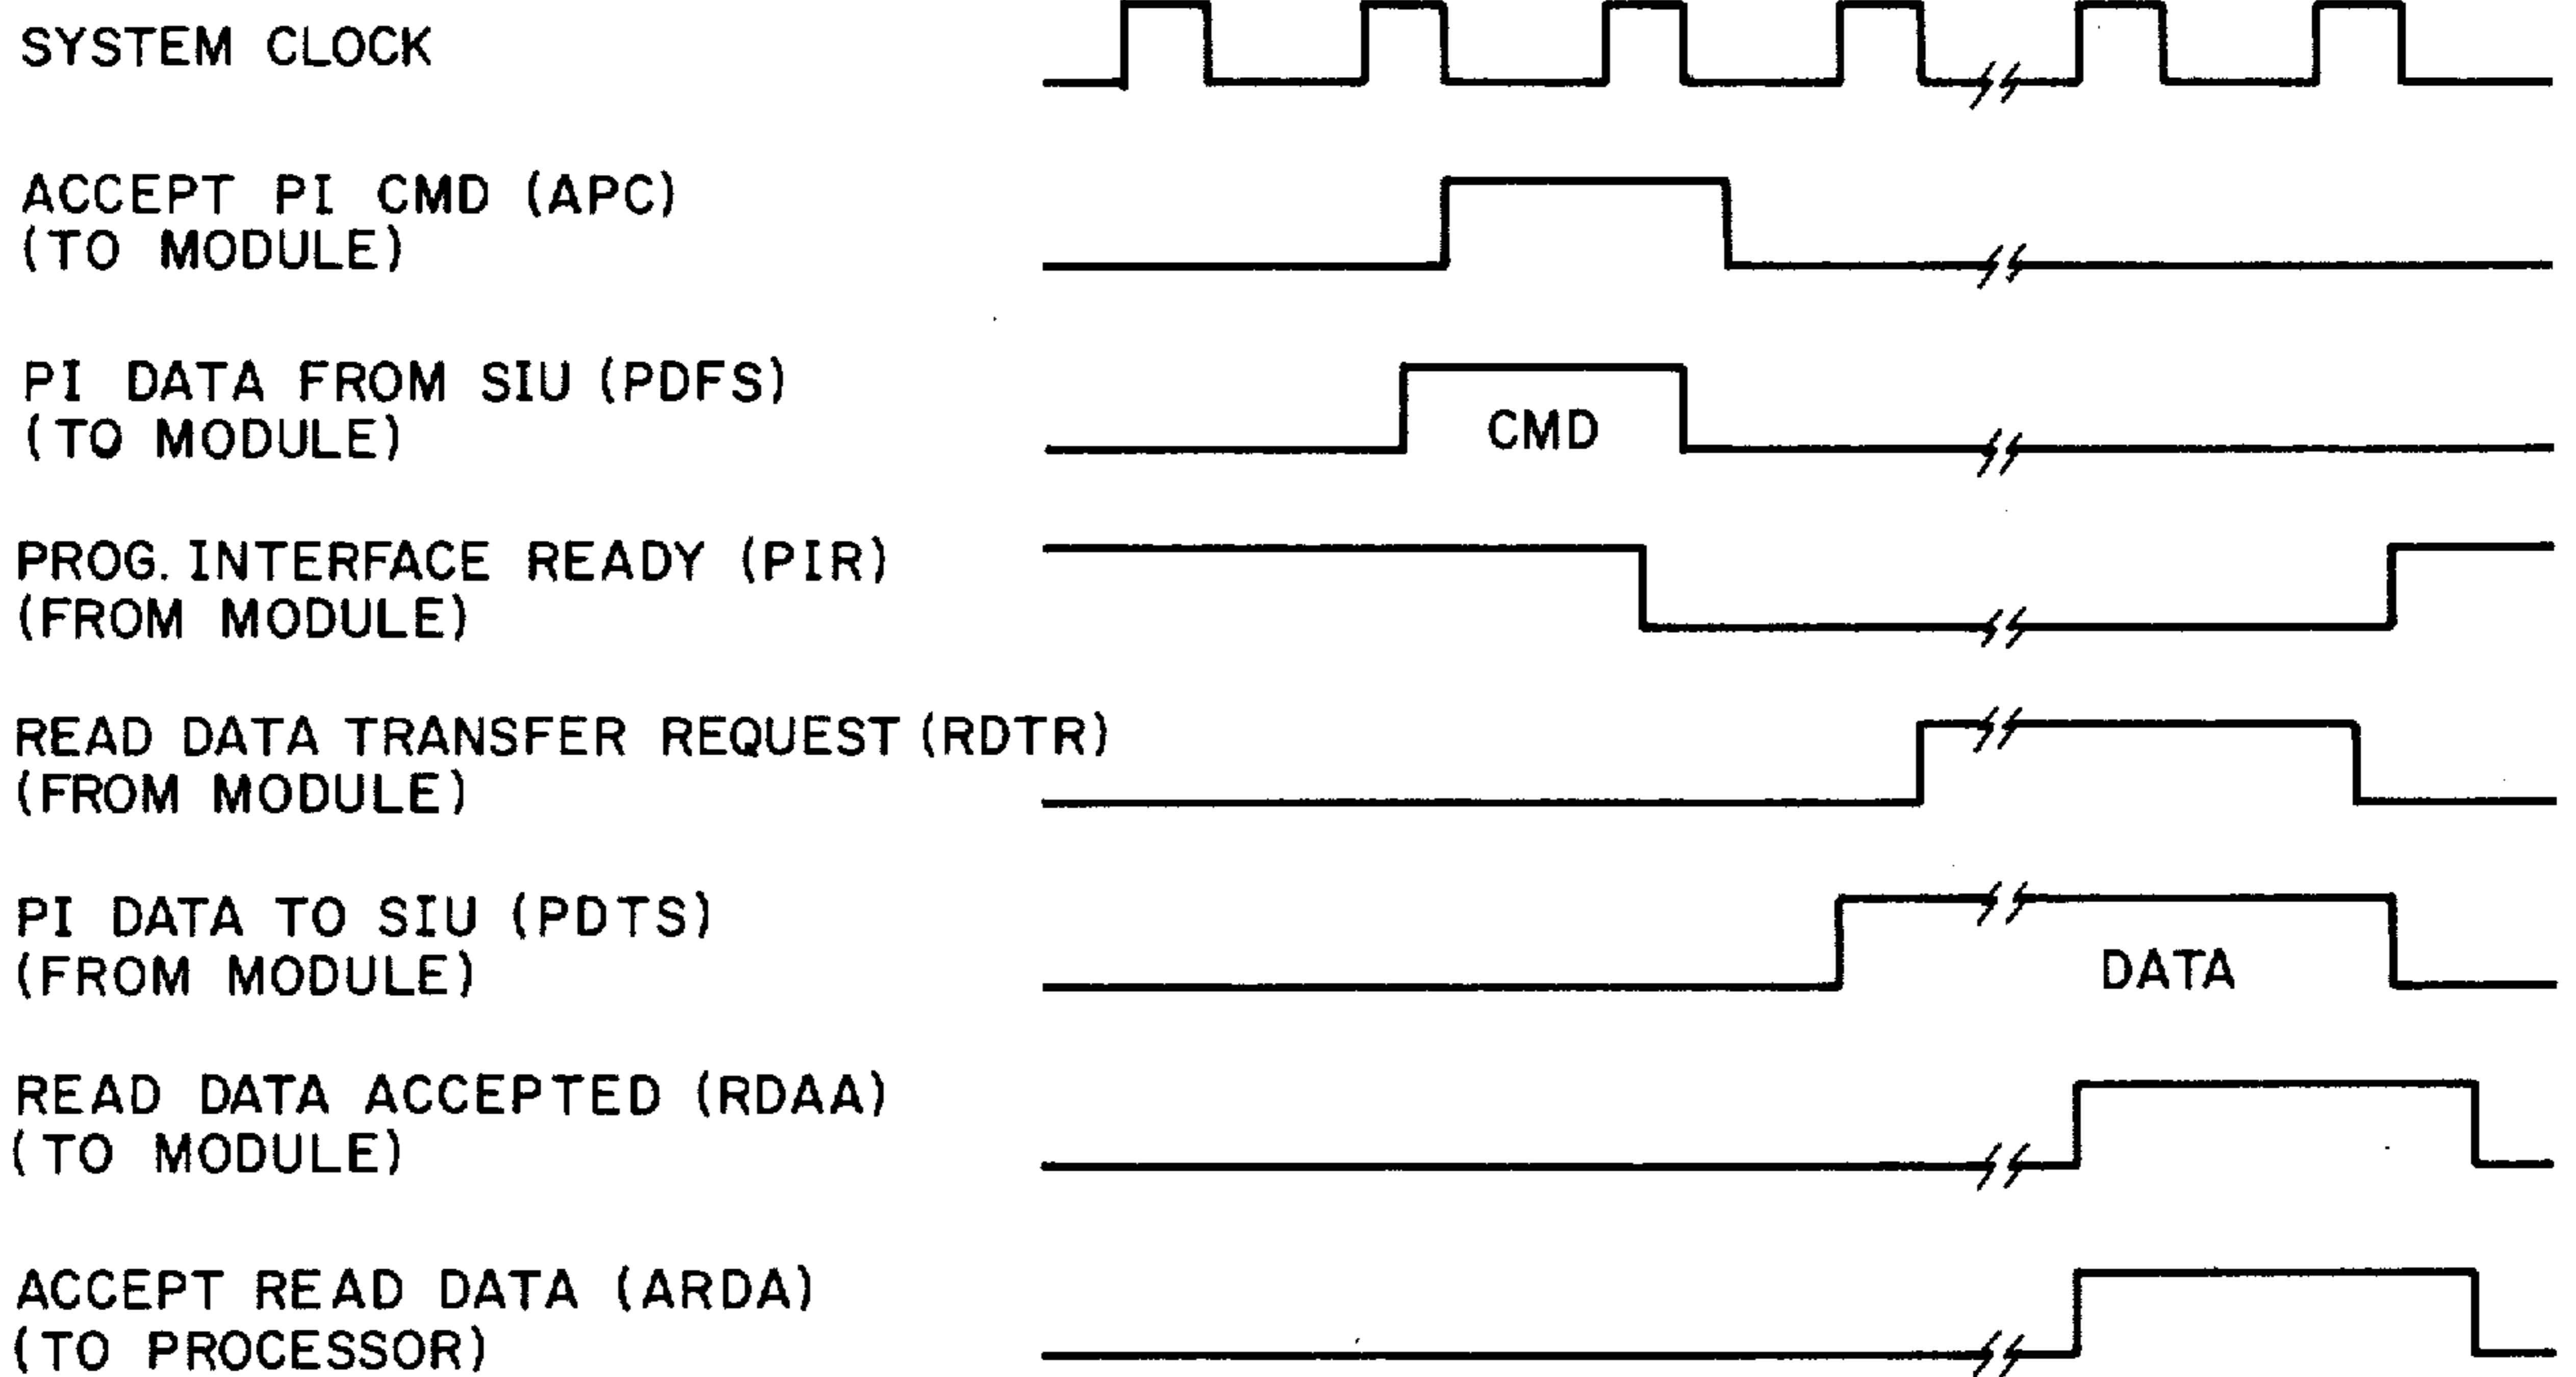 SYSTEM CLOCK
ACCEPT PI CMD (APC)
(TO MODULE)
PI DATA FROM SIU (PDFS)
(TO MODULE)
CMD
PROG. INTERFACE READY (PIR)
(FROM MODULE)
READ DATA TRANSFER REQUEST (RDTR)
(FROM MODULE)
PI DATA TO SIU (PDTS)
(FROM MODULE)
DATA
READ DATA ACCEPTED (RDAA)
(TO MODULE)
ACCEPT READ DATA (ARDA)
(TO PROCESSOR)